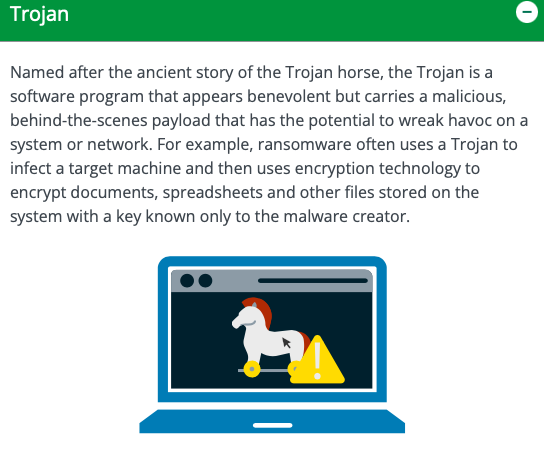 Trojan
Named after the ancient story of the Trojan horse, the Trojan is a
software program that appears benevolent but carries a malicious,
behind-the-scenes payload that has the potential to wreak havoc on a
system or network. For example, ransomware often uses a Trojan to
infect a target machine and then uses encryption technology to
encrypt documents, spreadsheets and other files stored on the
system with a key known only to the malware creator.